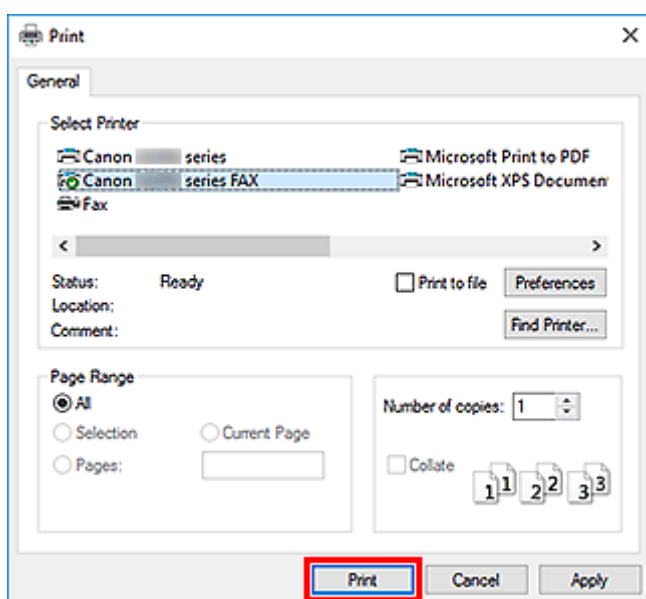 Print
General
Select Printer
Canon series
Microsoft Print to PDF
Canon series FAX
Microsoft XPS Documen
Fax
Status: Ready
Print to file
Preferences
Location:
Comment:
Find Printer...
Page Range
All
Selection
Current Page
Pages:
Number of copies: 1
Collate
1 1 2 2 3 3
Print Cancel Apply